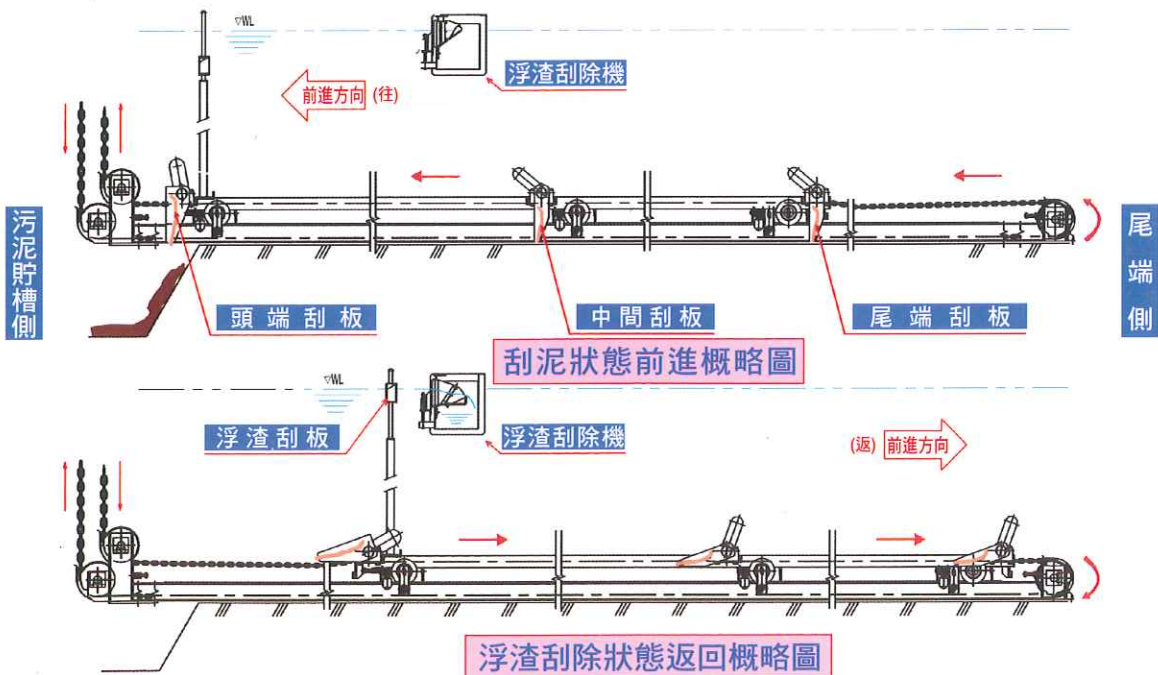 ▽WL
浮渣刮除機
前進方向 (往)
污泥貯槽側
尾端側
頭端刮板
中間刮板
尾端刮板
刮泥狀態前進概略圖
▽WL
浮渣刮板
浮渣刮除機
(返) 前進方向
浮渣刮除狀態返回概略圖